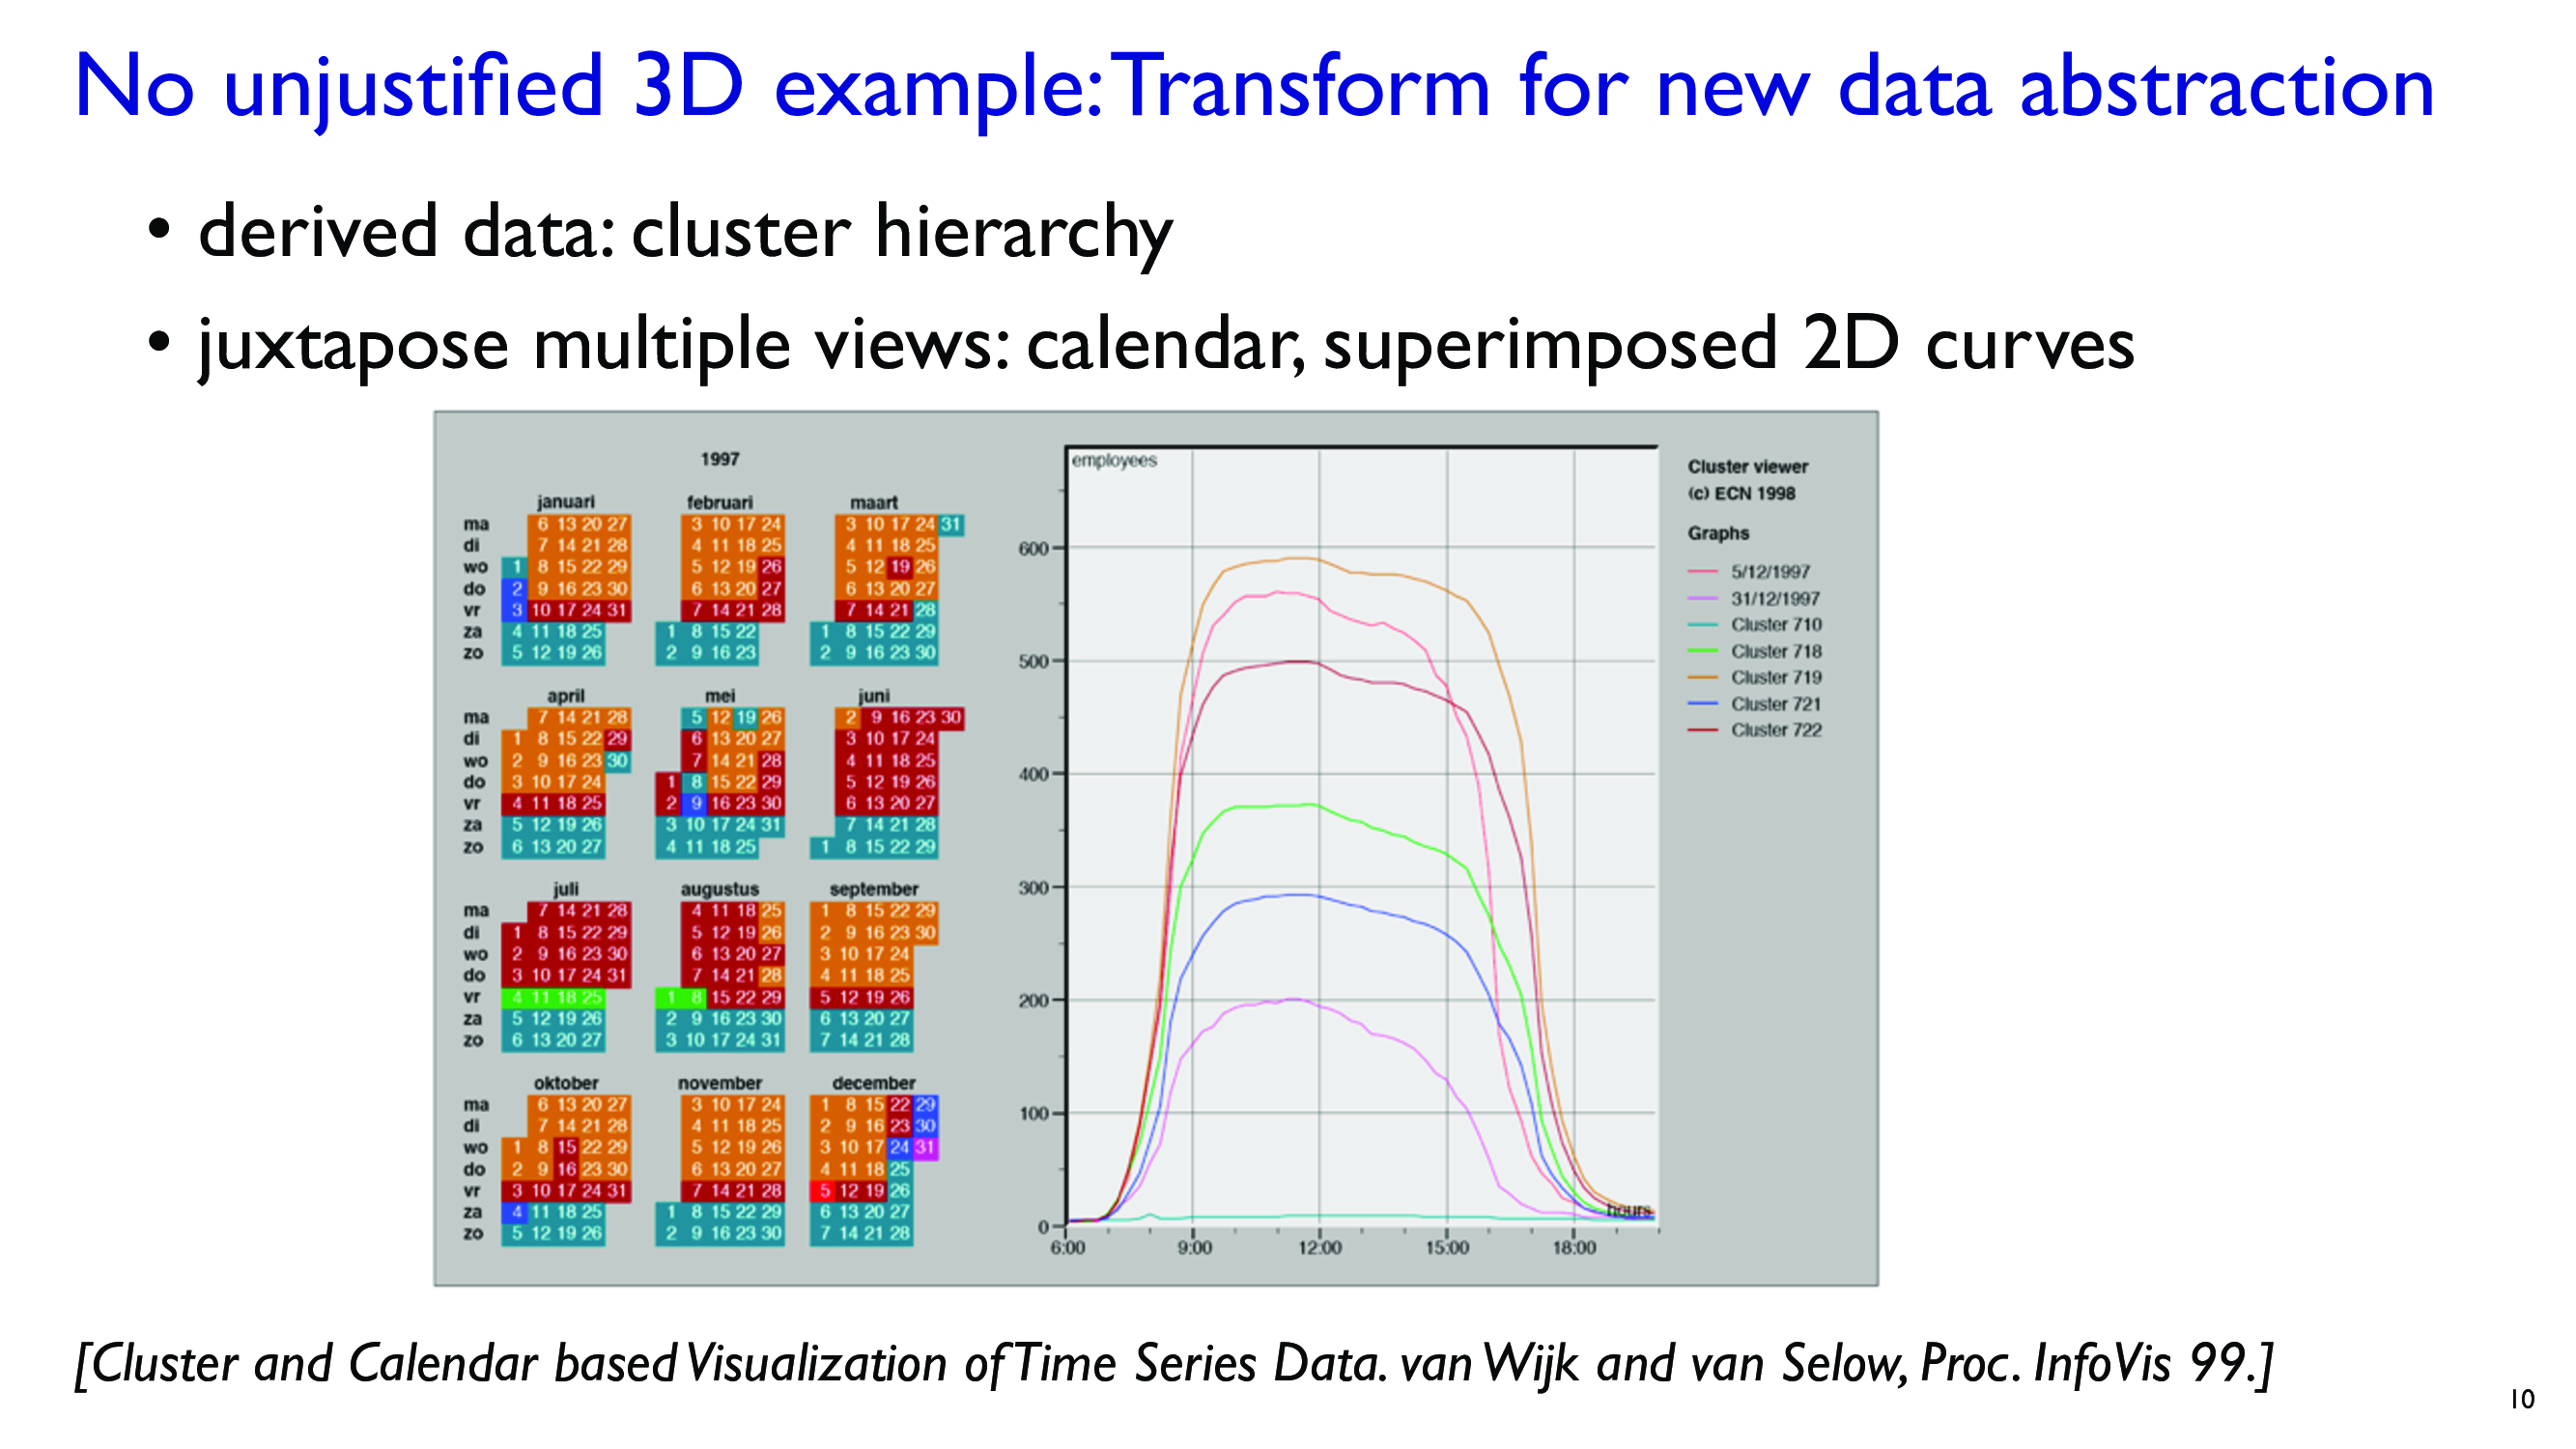 No unjustified 3D example: Transform for new data abstraction
• derived data: cluster hierarchy
• juxtapose multiple views: calendar, superimposed 2D curves
1997
januari februari maart
ma 6 13 20 27 3 10 17 24 3 10 17 24 31
di 7 14 21 28 4 11 18 25 4 11 18 25
wo 1 8 15 22 29 5 12 19 26 5 12 19 26
do 2 9 16 23 30 6 13 20 27 6 13 20 27
vr 3 10 17 24 31 7 14 21 28 7 14 21 28
za 4 11 18 25 1 8 15 22 1 8 15 22 29
zo 5 12 19 26 2 9 16 23 2 9 16 23 30
april mei juni
ma 7 14 21 28 5 12 19 26 2 9 16 23 30
di 1 8 15 22 29 6 13 20 27 3 10 17 24
wo 2 9 16 23 30 7 14 21 28 4 11 18 25
do 3 10 17 24 1 8 15 22 29 5 12 19 26
vr 4 11 18 25 2 9 16 23 30 6 13 20 27
za 5 12 19 26 3 10 17 24 31 7 14 21 28
zo 6 13 20 27 4 11 18 25 1 8 15 22 29
juli augustus september
ma 7 14 21 28 4 11 18 25 1 8 15 22 29
di 1 8 15 22 29 5 12 19 26 2 9 16 23 30
wo 2 9 16 23 30 6 13 20 27 3 10 17 24
do 3 10 17 24 31 7 14 21 28 4 11 18 25
vr 4 11 18 25 1 8 15 22 29 5 12 19 26
za 5 12 19 26 2 9 16 23 30 6 13 20 27
zo 6 13 20 27 3 10 17 24 31 7 14 21 28
oktober november december
ma 6 13 20 27 3 10 17 24 1 8 15 22 29
di 7 14 21 28 4 11 18 25 2 9 16 23 30
wo 1 8 15 22 29 5 12 19 26 3 10 17 24 31
do 2 9 16 23 30 6 13 20 27 4 11 18 25
vr 3 10 17 24 31 7 14 21 28 5 12 19 26
za 4 11 18 25 1 8 15 22 29 6 13 20 27
zo 5 12 19 26 2 9 16 23 30 7 14 21 28
employees
600
500
400
300
200
100
0
hours
6:00 9:00 12:00 15:00 18:00
Cluster viewer
(c) ECN 1998
Graphs
5/12/1997
31/12/1997
Cluster 710
Cluster 718
Cluster 719
Cluster 721
Cluster 722
[Cluster and Calendar based Visualization of Time Series Data. van Wijk and van Selow, Proc. InfoVis 99.]
10